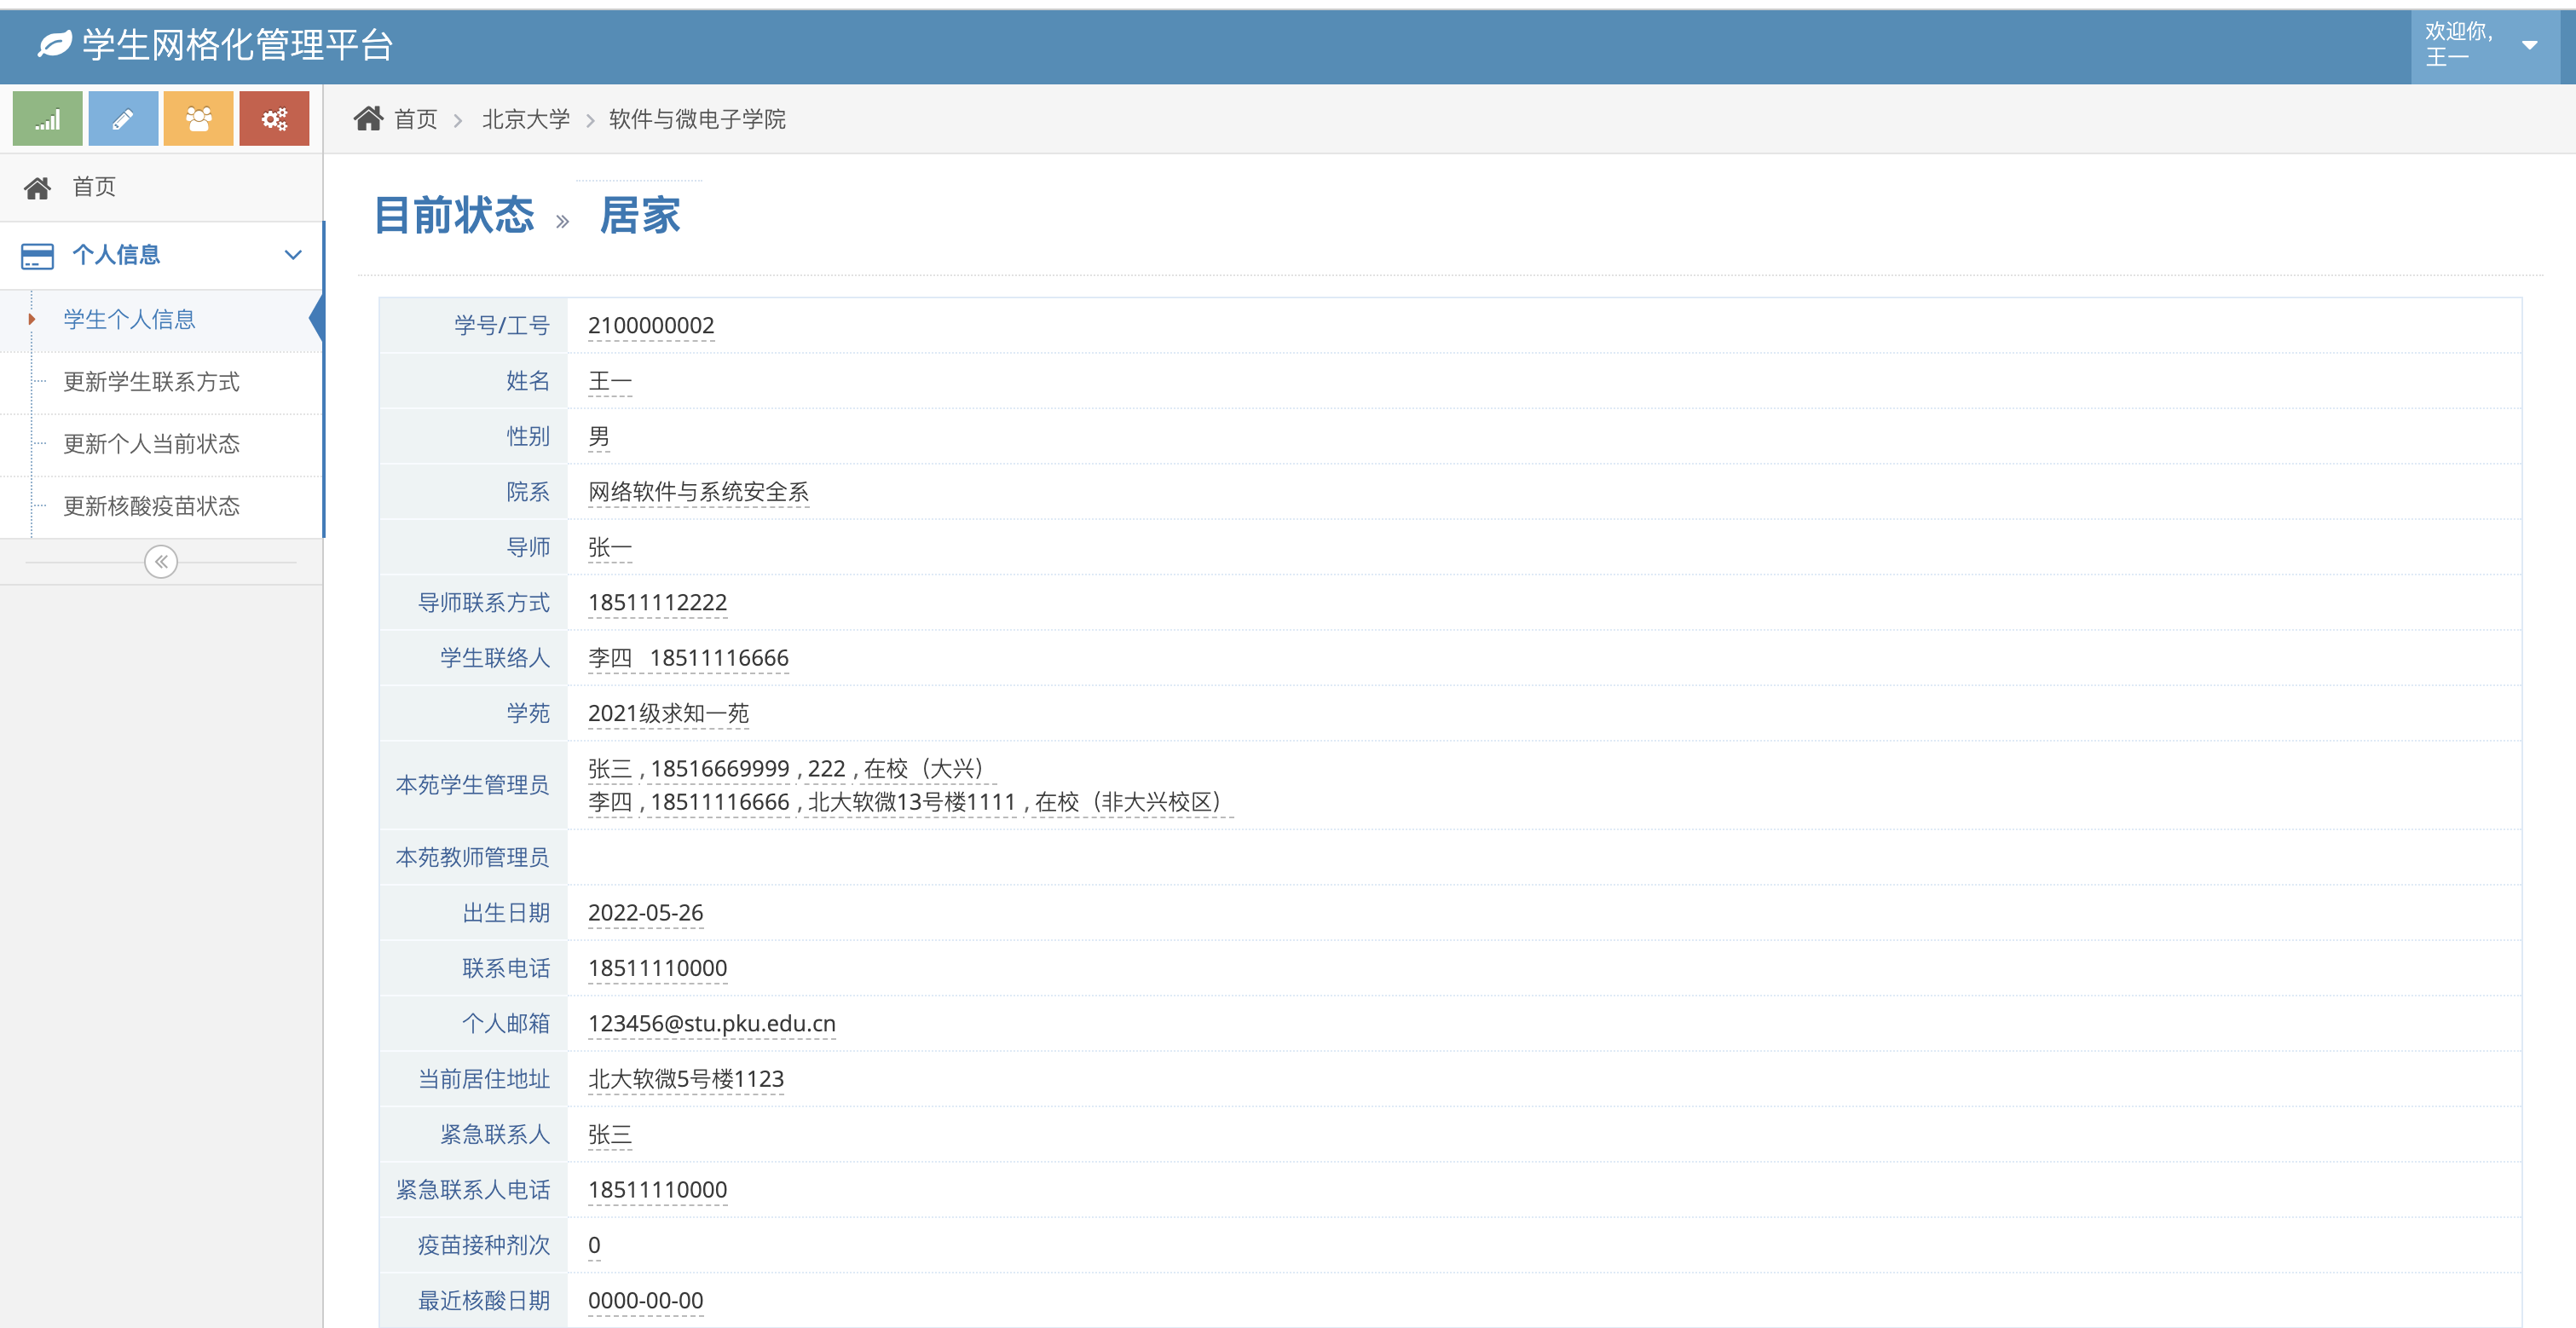 学生网格化管理平台
欢迎你,
王一
首页 北京大学 软件与微电子学院
首页
个人信息
学生个人信息
更新学生联系方式
更新个人当前状态
更新核酸疫苗状态
目前状态 » 居家
学号/工号 2100000002
姓名 王一
性别 男
院系 网络软件与系统安全系
导师 张一
导师联系方式 18511112222
学生联络人 李四 18511116666
学苑 2021级求知一苑
本苑学生管理员 张三 , 18516669999 , 222 , 在校（大兴）
李四 , 18511116666 , 北大软微13号楼1111 , 在校（非大兴校区）
本苑教师管理员
出生日期 2022-05-26
联系电话 18511110000
个人邮箱 123456@stu.pku.edu.cn
当前居住地址 北大软微5号楼1123
紧急联系人 张三
紧急联系人电话 18511110000
疫苗接种剂次 0
最近核酸日期 0000-00-00